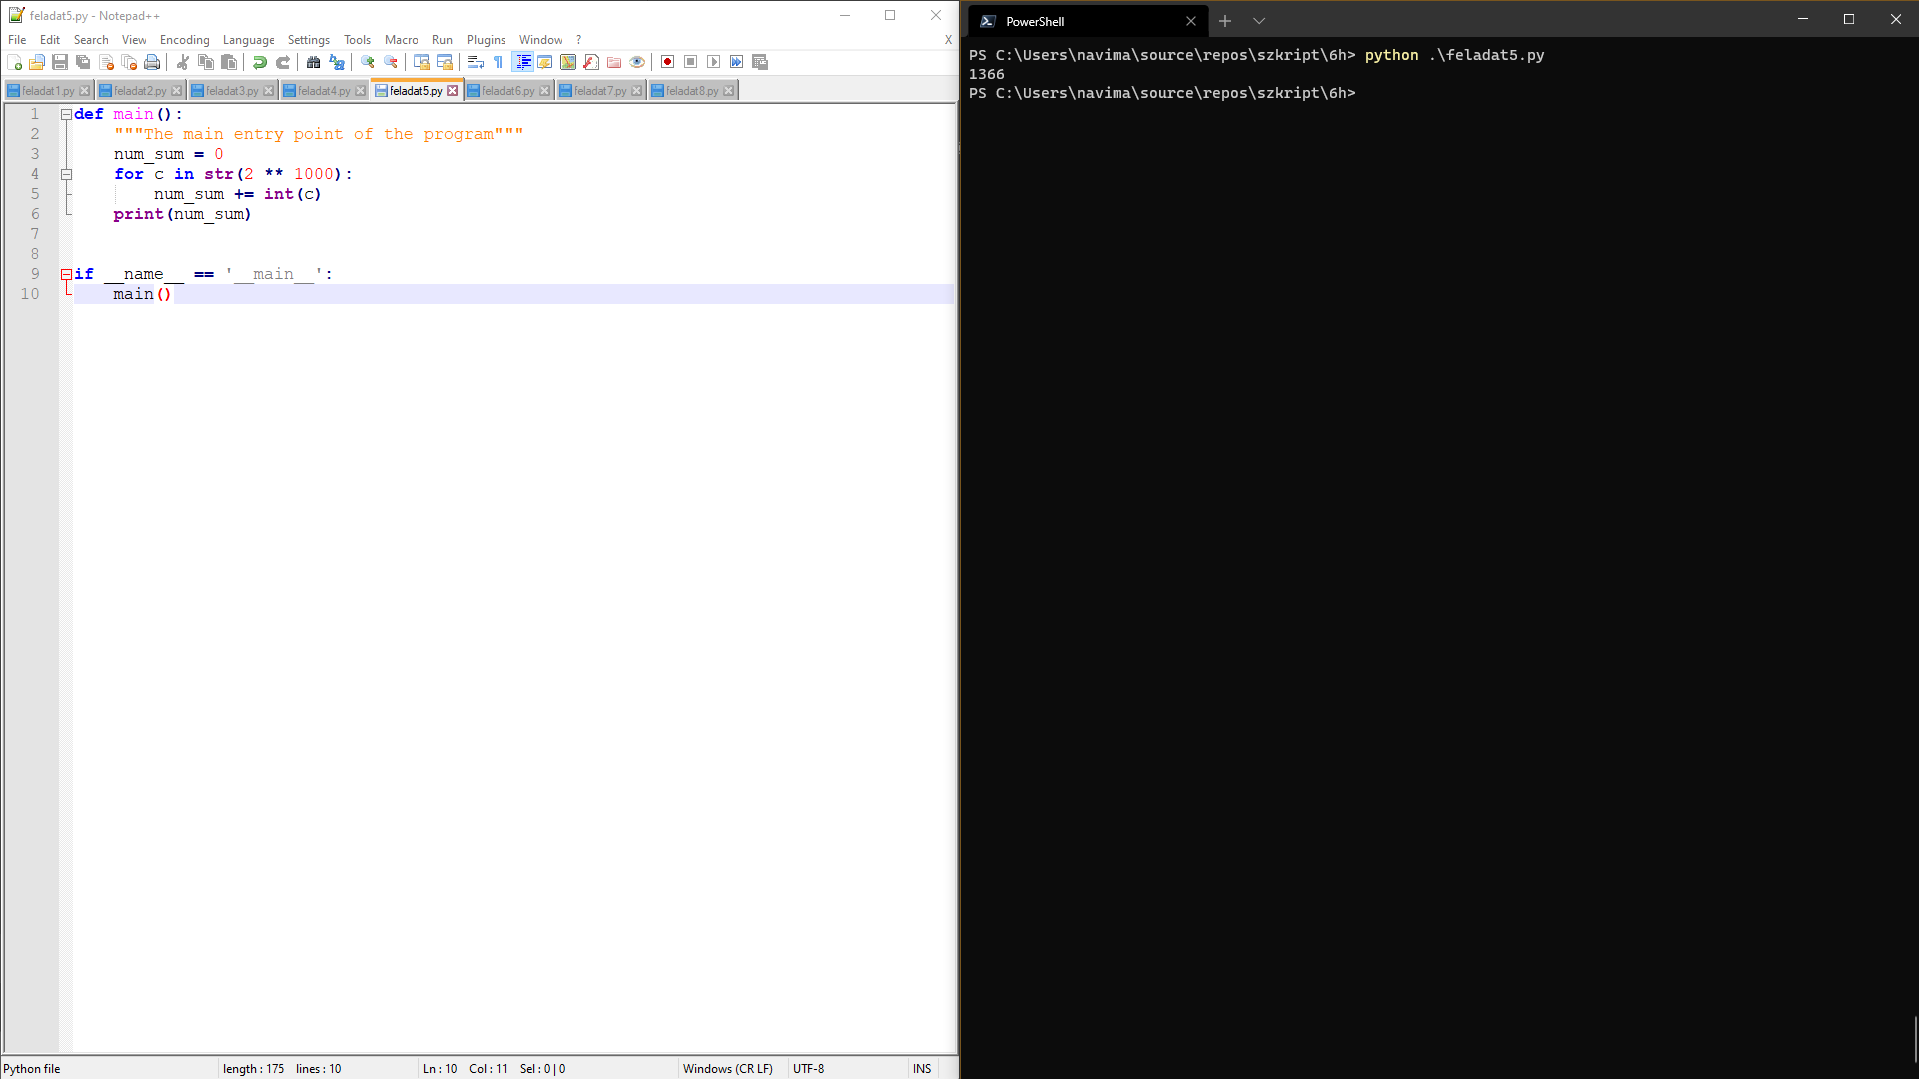 feladat5.py - Notepad++
File Edit Search View Encoding Language Settings Tools Macro Run Plugins Window ? X
feladat1.py feladat2.py feladat3.py feladat4.py feladat5.py feladat6.py feladat7.py feladat8.py
1 def main():
2 """The main entry point of the program"""
3 num_sum = 0
4 for c in str(2 ** 1000):
5 num_sum += int(c)
6 print(num_sum)
7
8
9 if __name__ == '__main__':
10 main()
Python file length : 175 lines : 10 Ln : 10 Col : 11 Sel : 0 | 0 Windows (CR LF) UTF-8 INS
PowerShell
PS C:\Users\navima\source\repos\szkript\6h> python .\feladat5.py
1366
PS C:\Users\navima\source\repos\szkript\6h>